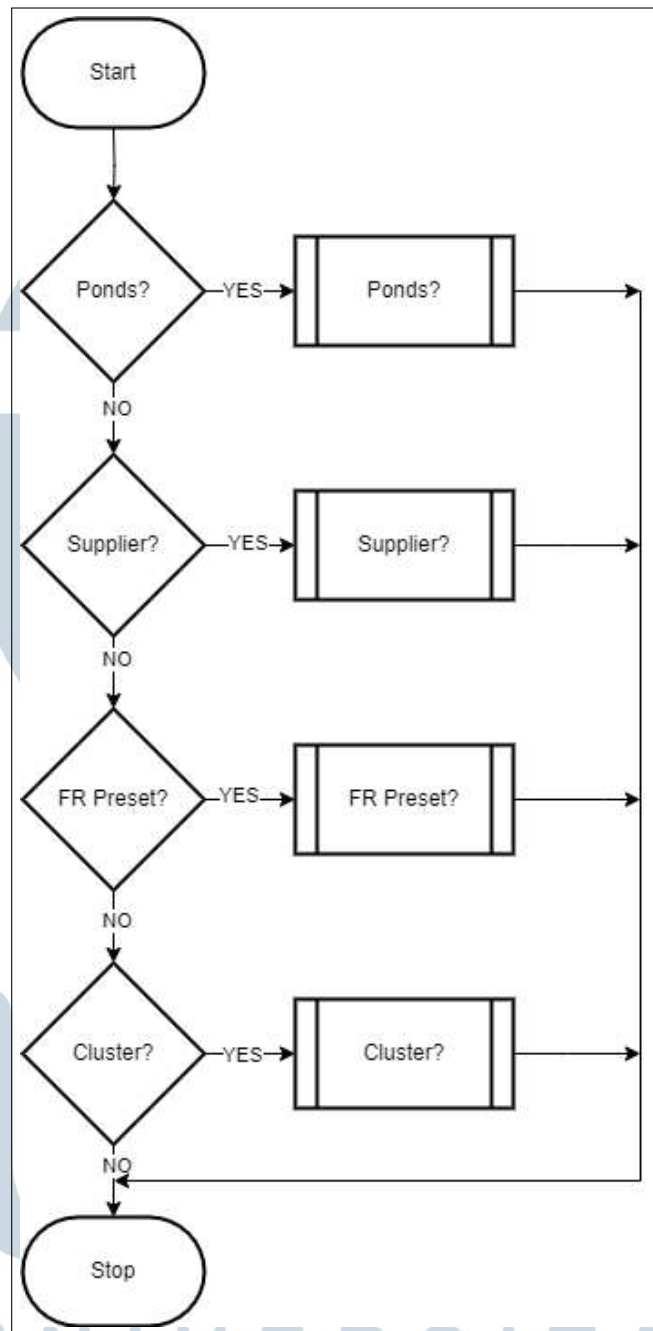 Start
Ponds?
YES
Ponds?
NO
Supplier?
YES
Supplier?
NO
FR Preset?
YES
FR Preset?
NO
Cluster?
YES
Cluster?
NO
Stop